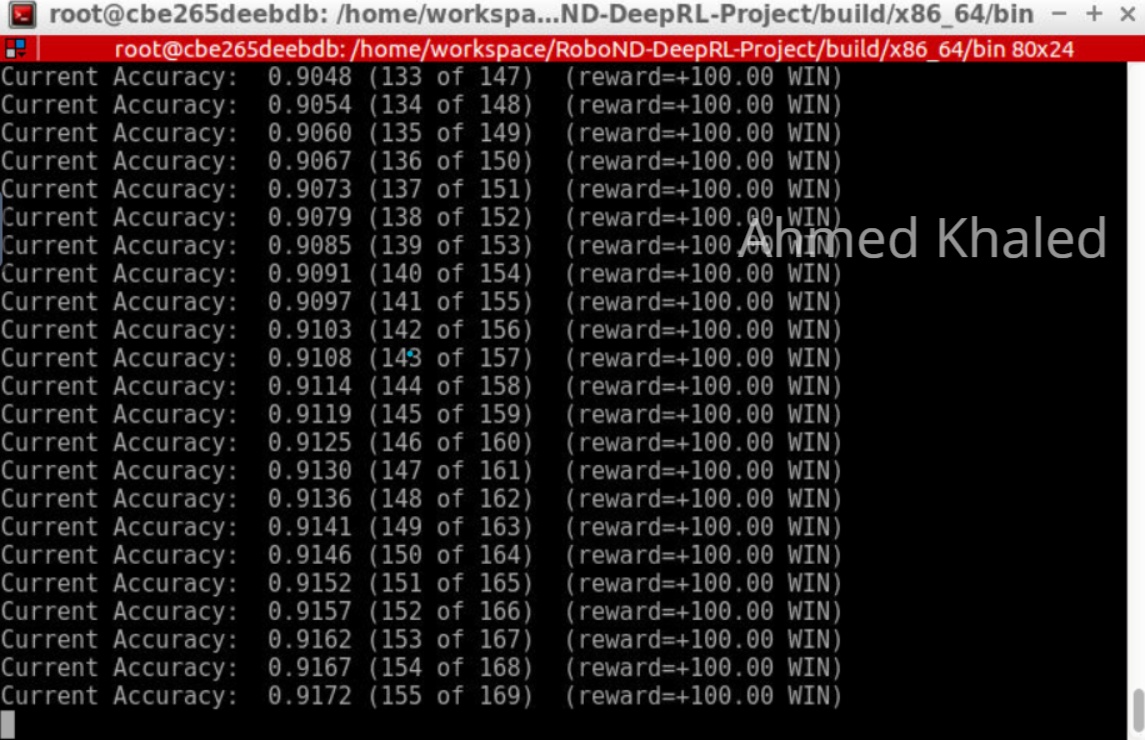 root@cbe265deebdb: /home/workspa...ND-DeepRL-Project/build/x86_64/bin
root@cbe265deebdb: /home/workspace/RoboND-DeepRL-Project/build/x86_64/bin 80x24
Current Accuracy:  0.9048 (133 of 147)  (reward=+100.00 WIN)
Current Accuracy:  0.9054 (134 of 148)  (reward=+100.00 WIN)
Current Accuracy:  0.9060 (135 of 149)  (reward=+100.00 WIN)
Current Accuracy:  0.9067 (136 of 150)  (reward=+100.00 WIN)
Current Accuracy:  0.9073 (137 of 151)  (reward=+100.00 WIN)
Current Accuracy:  0.9079 (138 of 152)  (reward=+100.00 WIN)
Ahmed Khaled
Current Accuracy:  0.9085 (139 of 153)  (reward=+100.00 WIN)
Current Accuracy:  0.9091 (140 of 154)  (reward=+100.00 WIN)
Current Accuracy:  0.9097 (141 of 155)  (reward=+100.00 WIN)
Current Accuracy:  0.9103 (142 of 156)  (reward=+100.00 WIN)
Current Accuracy:  0.9108 (143 of 157)  (reward=+100.00 WIN)
Current Accuracy:  0.9114 (144 of 158)  (reward=+100.00 WIN)
Current Accuracy:  0.9119 (145 of 159)  (reward=+100.00 WIN)
Current Accuracy:  0.9125 (146 of 160)  (reward=+100.00 WIN)
Current Accuracy:  0.9130 (147 of 161)  (reward=+100.00 WIN)
Current Accuracy:  0.9136 (148 of 162)  (reward=+100.00 WIN)
Current Accuracy:  0.9141 (149 of 163)  (reward=+100.00 WIN)
Current Accuracy:  0.9146 (150 of 164)  (reward=+100.00 WIN)
Current Accuracy:  0.9152 (151 of 165)  (reward=+100.00 WIN)
Current Accuracy:  0.9157 (152 of 166)  (reward=+100.00 WIN)
Current Accuracy:  0.9162 (153 of 167)  (reward=+100.00 WIN)
Current Accuracy:  0.9167 (154 of 168)  (reward=+100.00 WIN)
Current Accuracy:  0.9172 (155 of 169)  (reward=+100.00 WIN)